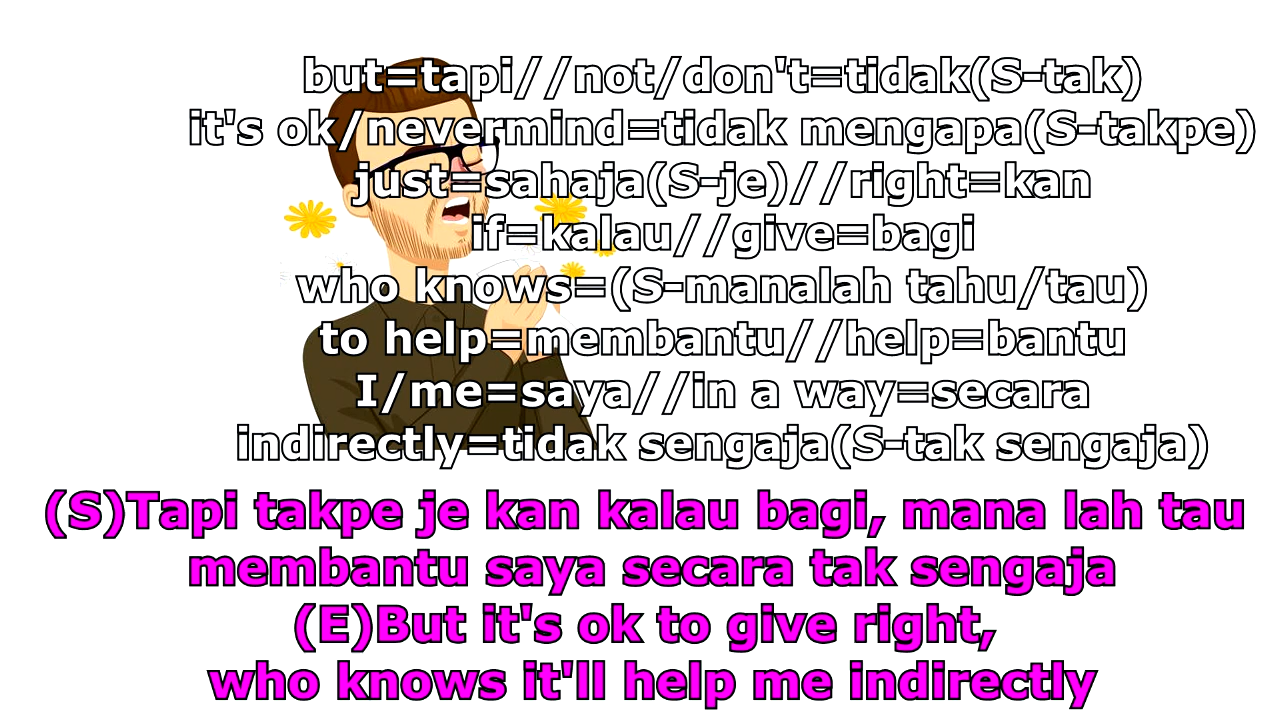 but=tapi//not/don't=tidak(S-tak)
it's ok/nevermind=tidak mengapa(S-takpe)
just=sahaja(S-je)//right=kan
if=kalau//give=bagi
who knows=(S-manalah tahu/tau)
to help=membantu//help=bantu
I/me=saya//in a way=secara
indirectly=tidak sengaja(S-tak sengaja)
(S)Tapi takpe je kan kalau bagi, mana lah tau
membantu saya secara tak sengaja
(E)But it's ok to give right,
who knows it'll help me indirectly